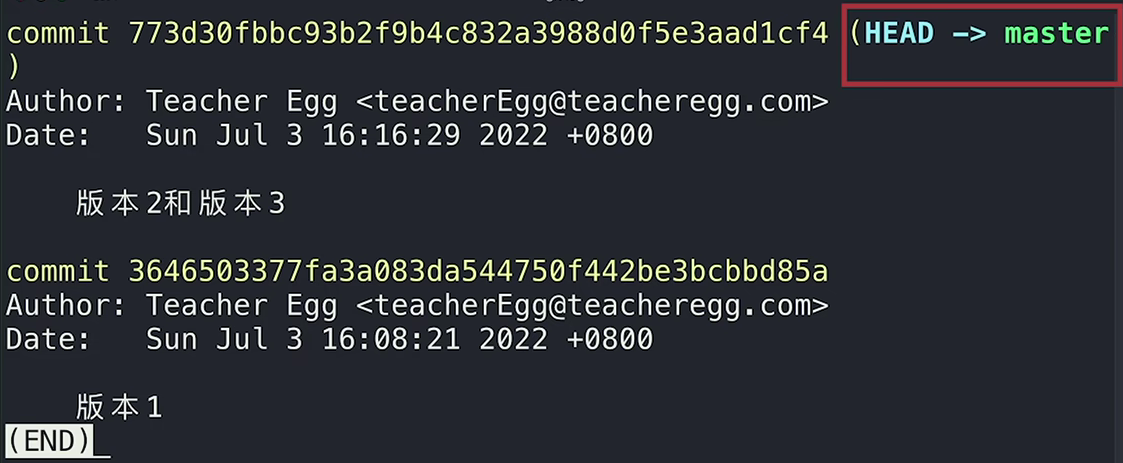 commit 773d30fbbc93b2f9b4c832a3988d0f5e3aad1cf4 (HEAD -> master
)
Author: Teacher Egg <teacherEgg@teacheregg.com>
Date:   Sun Jul 3 16:16:29 2022 +0800
版本2和版本3
commit 3646503377fa3a083da544750f442be3bcbbd85a
Author: Teacher Egg <teacherEgg@teacheregg.com>
Date:   Sun Jul 3 16:08:21 2022 +0800
版本1
(END)